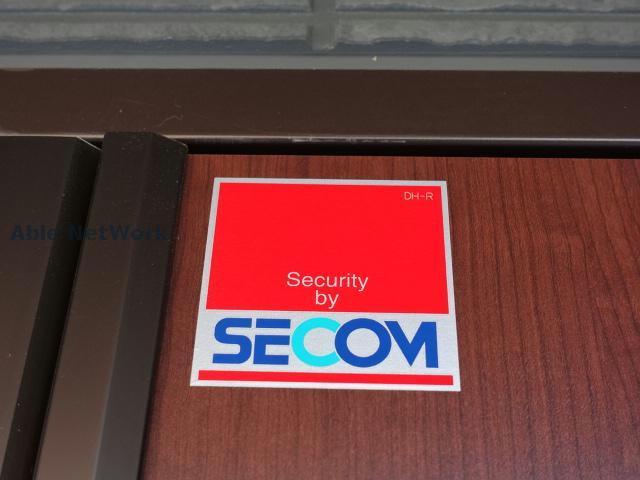 DH-R
Able NetWork
Security
by
SECOM